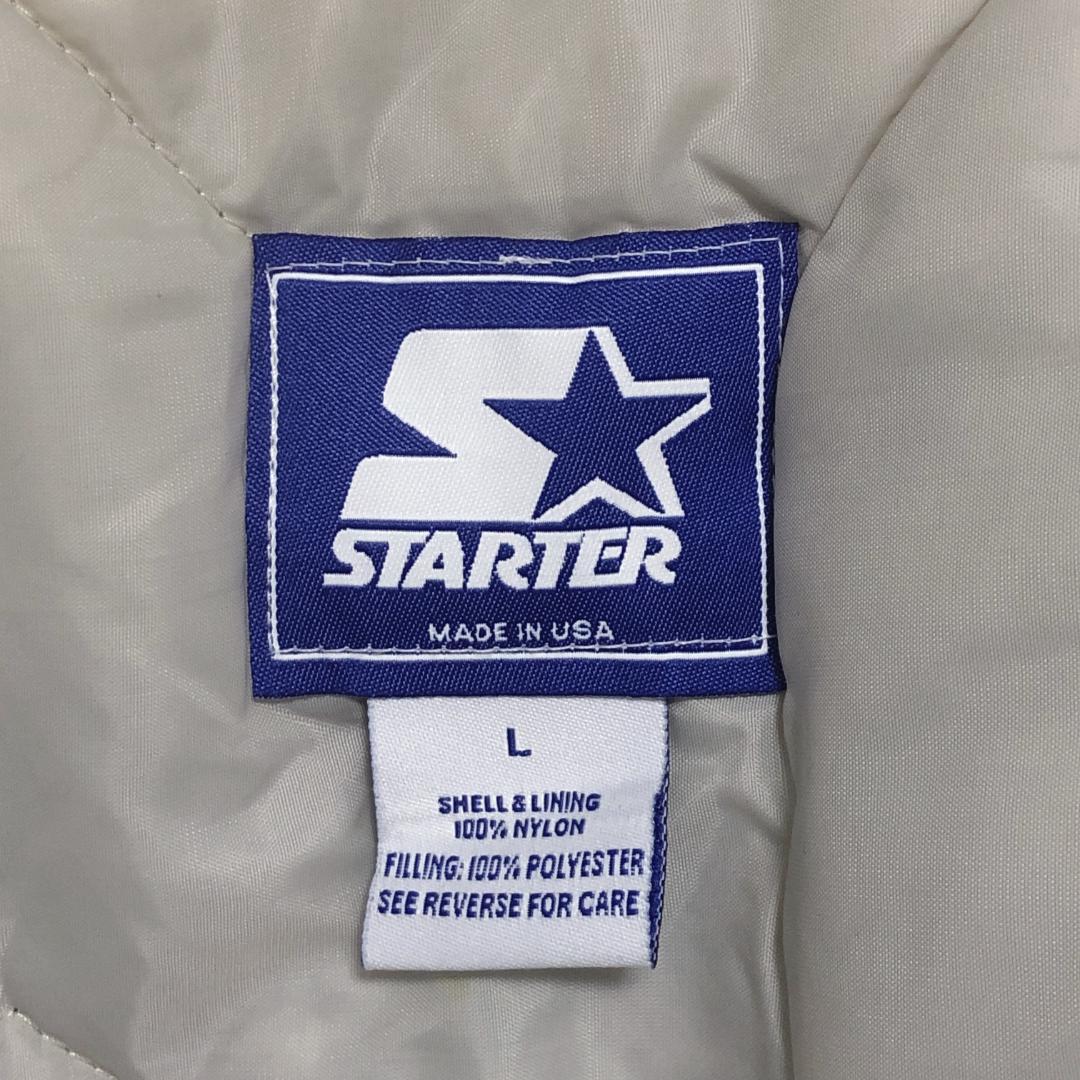 STARTER
MADE IN USA
L
SHELL & LINING
100% NYLON
FILLING: 100% POLYESTER
SEE REVERSE FOR CARE